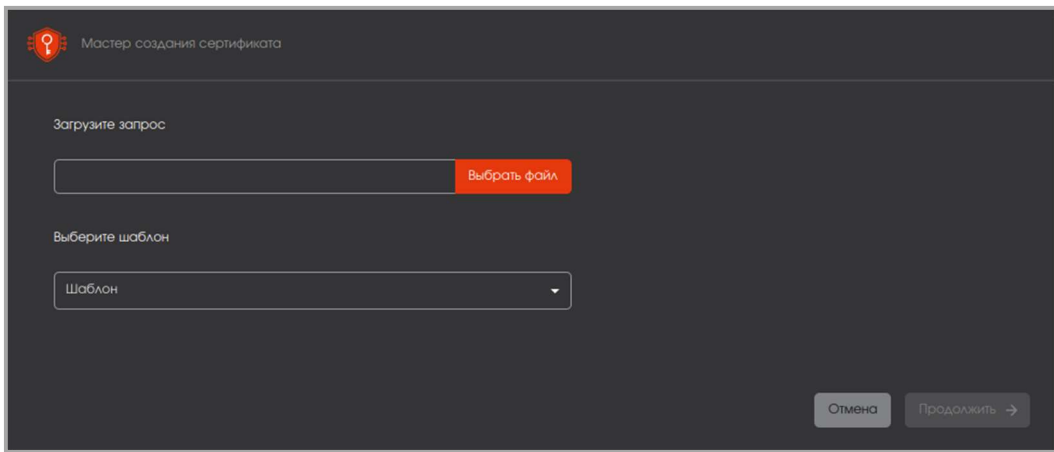 Мастер создания сертификата
Загрузите запрос
Выбрать файл
Выберите шаблон
Шаблон
Отмена
Продолжить →